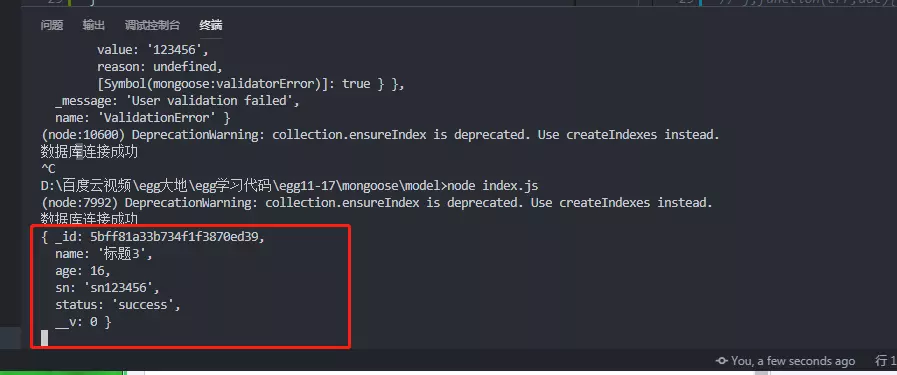 问题 输出 调试控制台 终端
value: '123456',
reason: undefined,
[Symbol(mongoose:validatorError)]: true } },
_message: 'User validation failed',
name: 'ValidationError' }
(node:10600) DeprecationWarning: collection.ensureIndex is deprecated. Use createIndexes instead.
数据库连接成功
^C
D:\百度云视频\egg大地\egg学习代码\egg11-17\mongoose\model>node index.js
(node:7992) DeprecationWarning: collection.ensureIndex is deprecated. Use createIndexes instead.
数据库连接成功
{ _id: 5bff81a33b734f1f3870ed39,
name: '标题3',
age: 16,
sn: 'sn123456',
status: 'success',
__v: 0 }
You, a few seconds ago 行 1